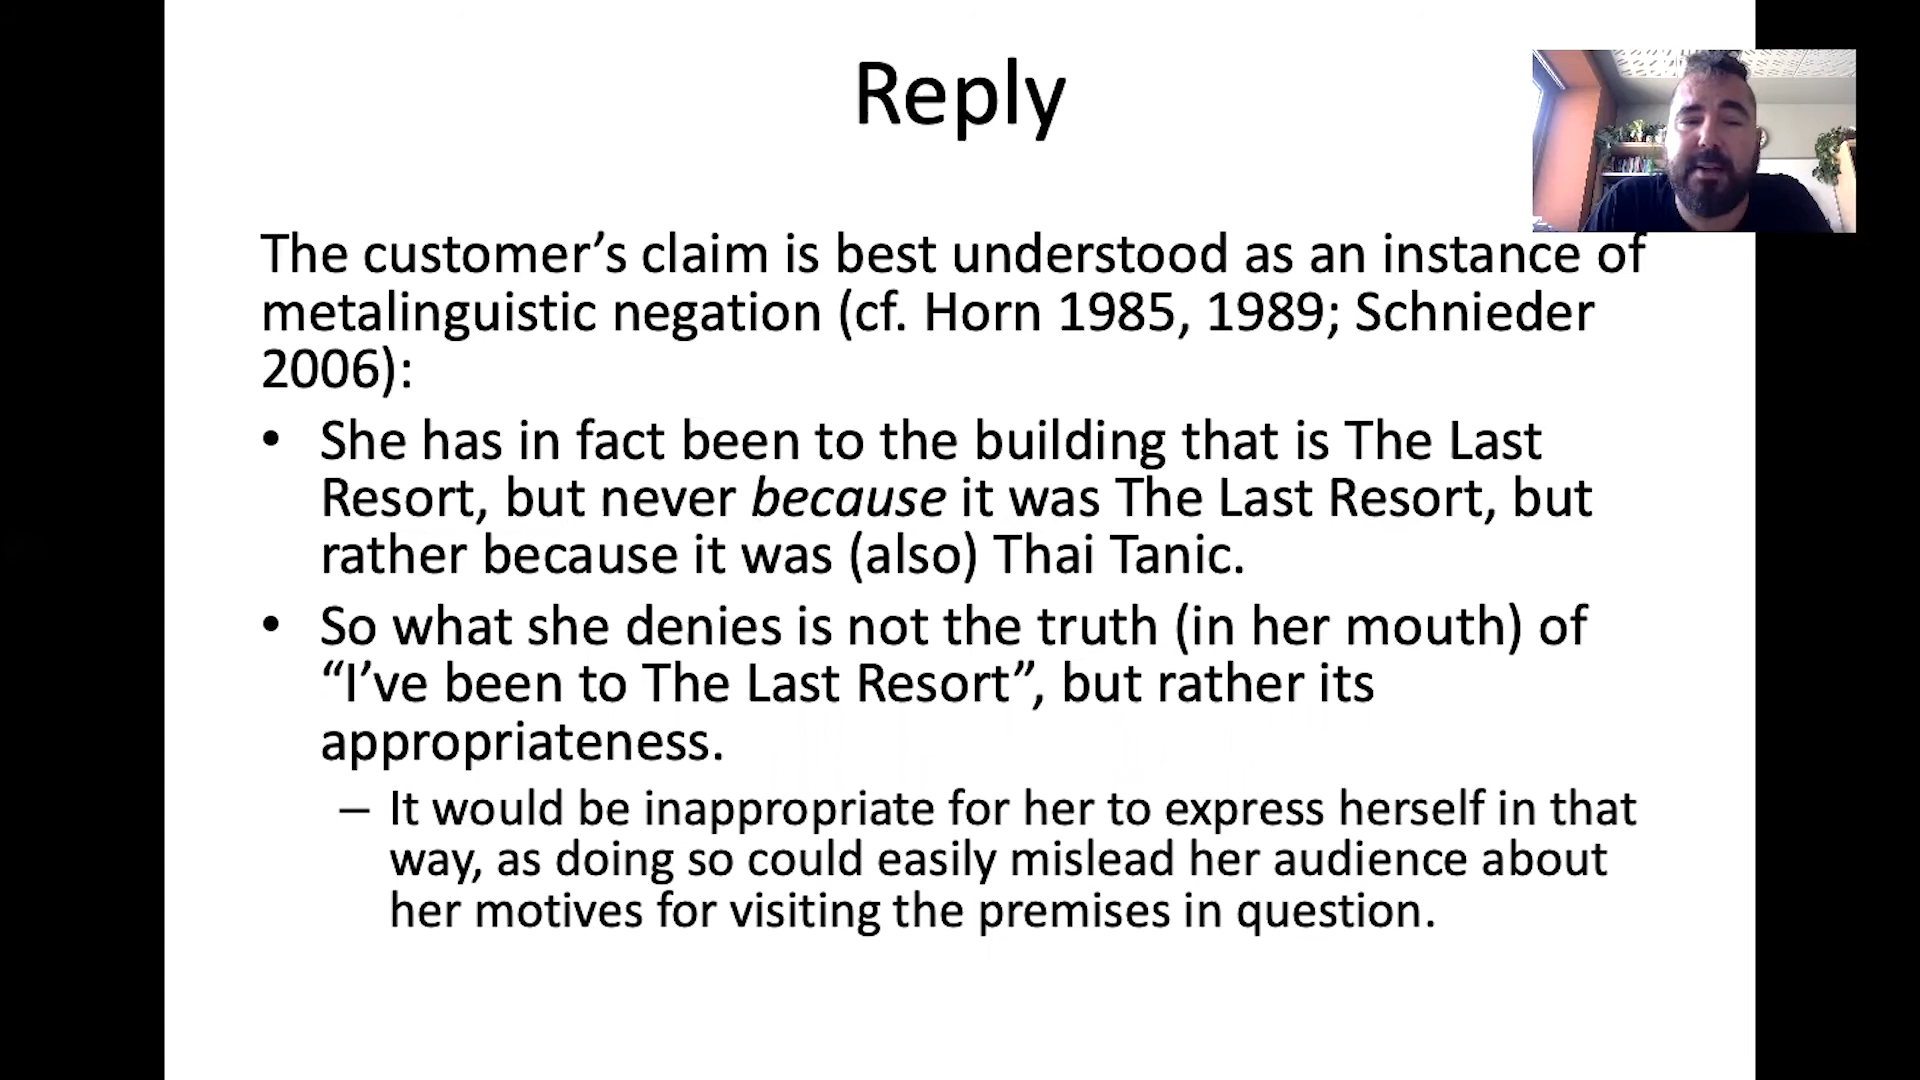 Reply
The customer’s claim is best understood as an instance of
metalinguistic negation (cf. Horn 1985, 1989; Schnieder
2006):
• She has in fact been to the building that is The Last
Resort, but never because it was The Last Resort, but
rather because it was (also) Thai Tanic.
• So what she denies is not the truth (in her mouth) of
“I’ve been to The Last Resort”, but rather its
appropriateness.
– It would be inappropriate for her to express herself in that
way, as doing so could easily mislead her audience about
her motives for visiting the premises in question.